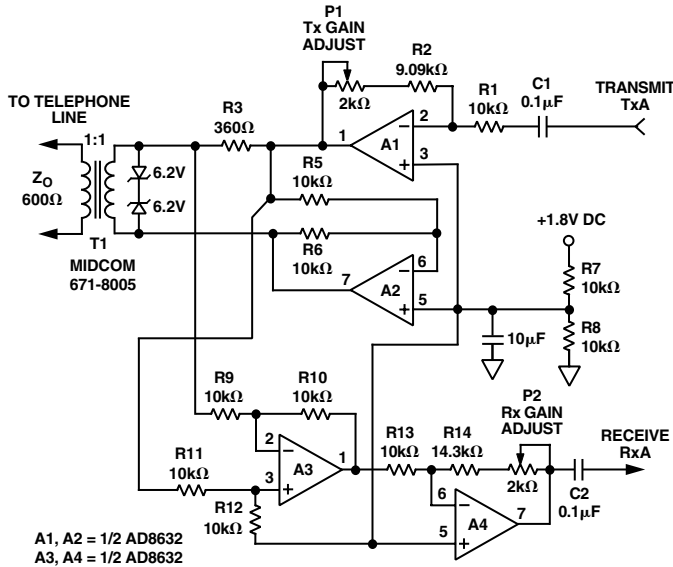 P1
Tx GAIN
ADJUST
R2
9.09kΩ
R1
10kΩ
C1
0.1μF
TRANSMIT
TxA
2kΩ
TO TELEPHONE
LINE
1:1
R3
360Ω
1
2
3
A1
ZO
600Ω
6.2V
6.2V
R5
10kΩ
R6
10kΩ
T1
MIDCOM
671-8005
+1.8V DC
6
7
A2
5
R7
10kΩ
10μF
R8
10kΩ
R9
10kΩ
R10
10kΩ
P2
Rx GAIN
ADJUST
R13
10kΩ
R14
14.3kΩ
RECEIVE
RxA
2
1
A3
3
R11
10kΩ
R12
10kΩ
2kΩ
C2
0.1μF
6
7
A4
5
A1, A2 = 1/2 AD8632
A3, A4 = 1/2 AD8632